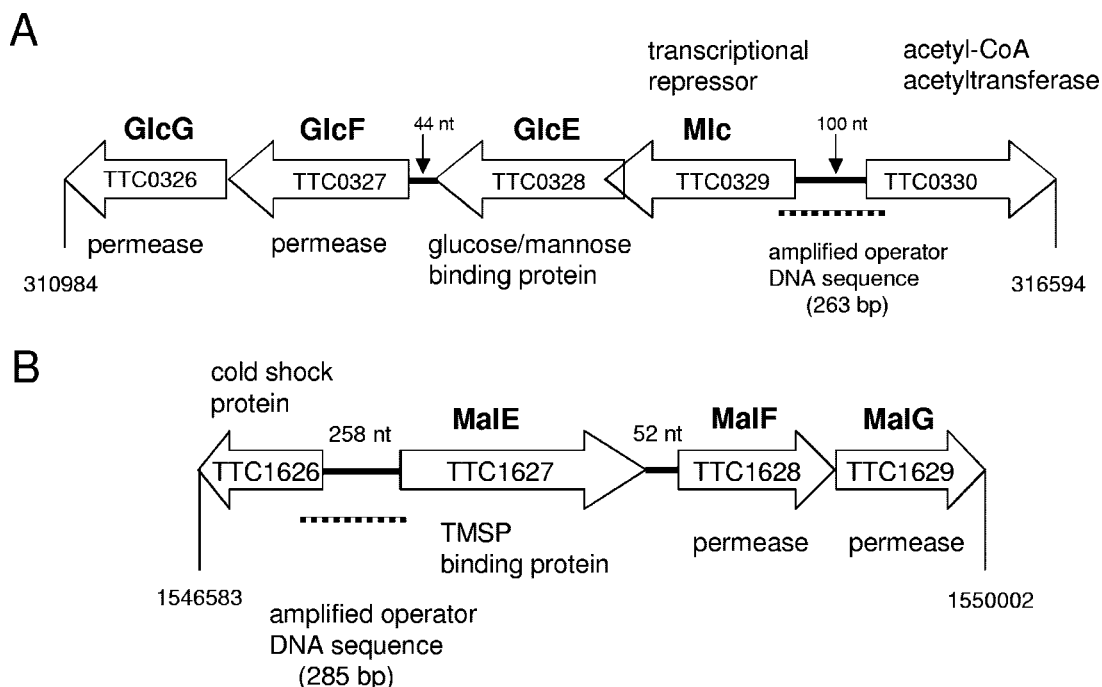 A
transcriptional
repressor
acetyl-CoA
acetyltransferase
GlcG
GlcF
44 nt
GlcE
Mlc
100 nt
TTC0326
TTC0327
TTC0328
TTC0329
TTC0330
permease
permease
glucose/mannose
binding protein
amplified operator
DNA sequence
(263 bp)
310984
316594
B
cold shock
protein
258 nt
MalE
52 nt
MalF
MalG
TTC1626
TTC1627
TTC1628
TTC1629
TMSP
binding protein
permease
permease
1546583
1550002
amplified operator
DNA sequence
(285 bp)